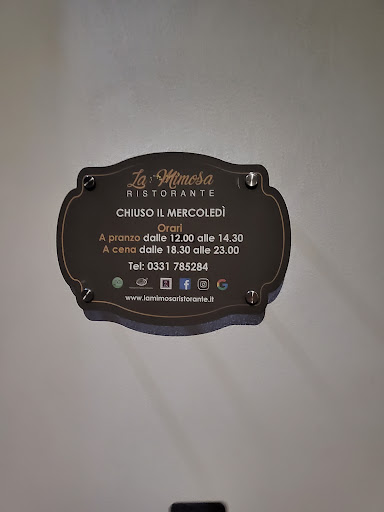 La Mimosa
RISTORANTE
CHIUSO IL MERCOLEDÌ
Orari
A pranzo dalle 12.00 alle 14.30
A cena dalle 18.30 alle 23.00
Tel: 0331 785284
www.lamimosaristorante.it